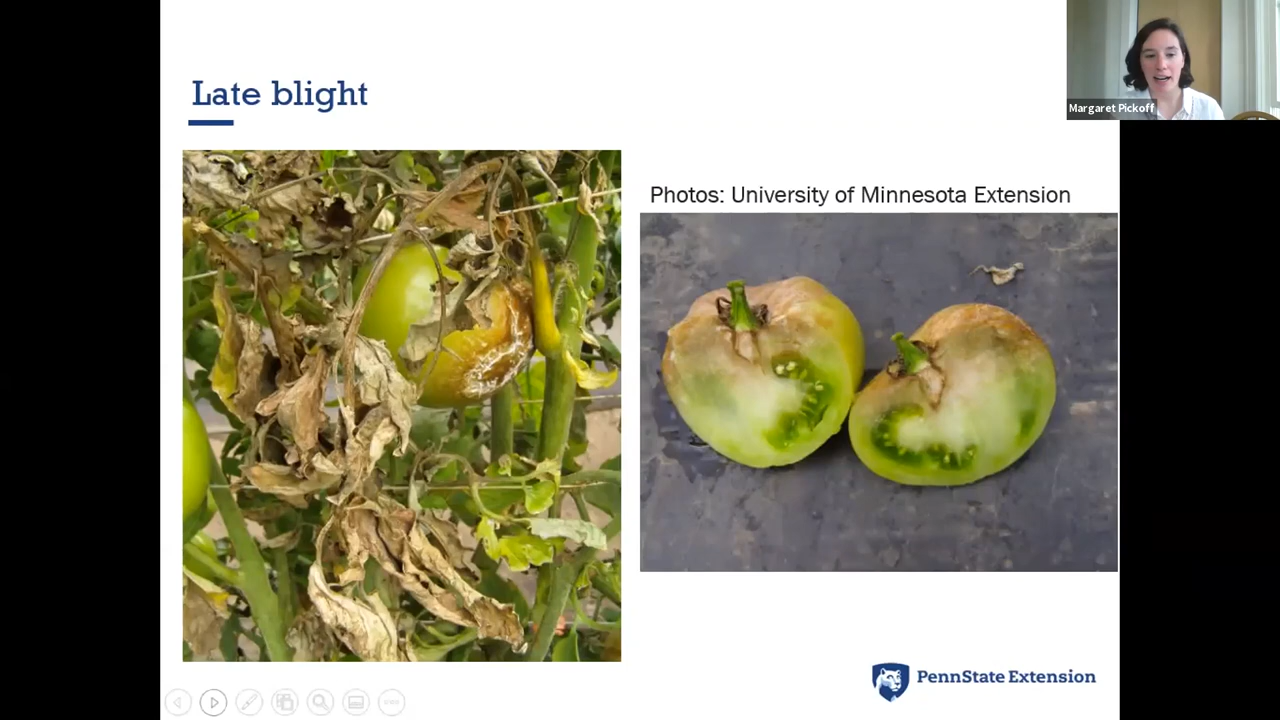 Late blight
Margaret Pickoff
Photos: University of Minnesota Extension
PennState Extension